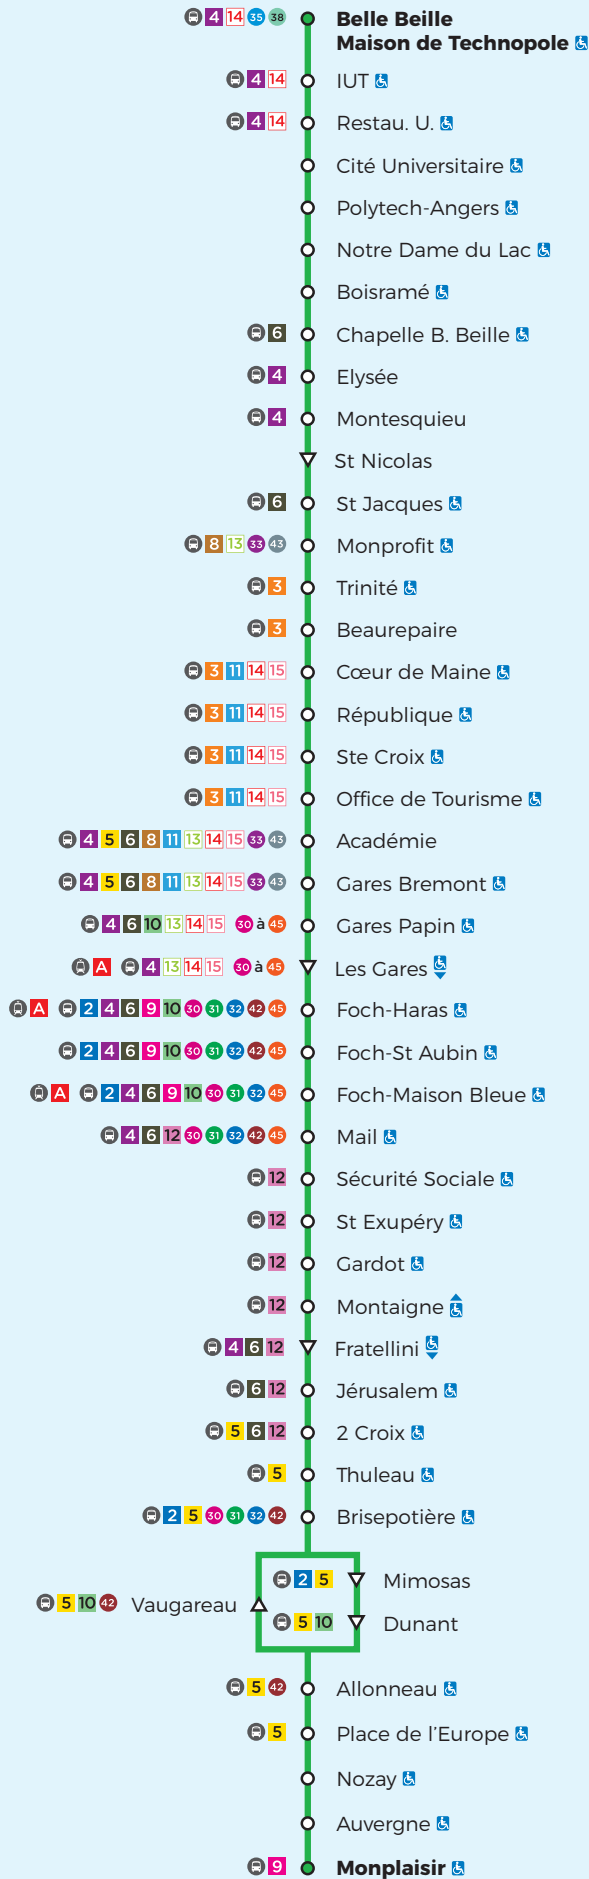 4 14 35 38 Belle Beille
Maison de Technopole
4 14 IUT
4 14 Restau. U.
Cité Universitaire
Polytech-Angers
Notre Dame du Lac
Boisramé
6 Chapelle B. Beille
4 Elysée
4 Montesquieu
St Nicolas
6 St Jacques
8 13 33 43 Monprofit
3 Trinité
3 Beaurepaire
3 11 14 15 Cœur de Maine
3 11 14 15 République
3 11 14 15 Ste Croix
3 11 14 15 Office de Tourisme
4 5 6 8 11 13 14 15 33 43 Académie
4 5 6 8 11 13 14 15 33 43 Gares Bremont
4 6 10 13 14 15 30 à 45 Gares Papin
A 4 13 14 15 30 à 45 Les Gares
A 2 4 6 9 10 30 31 32 42 45 Foch-Haras
2 4 6 9 10 30 31 32 42 45 Foch-St Aubin
A 2 4 6 9 10 30 31 32 45 Foch-Maison Bleue
4 6 12 30 31 32 42 45 Mail
12 Sécurité Sociale
12 St Exupéry
12 Gardot
12 Montaigne
4 6 12 Fratellini
6 12 Jérusalem
5 6 12 2 Croix
5 Thuleau
2 5 30 31 32 42 Brisepotière
2 5 Mimosas
5 10 42 Vaugareau
5 10 Dunant
5 42 Allonneau
5 Place de l'Europe
Nozay
Auvergne
9 Monplaisir